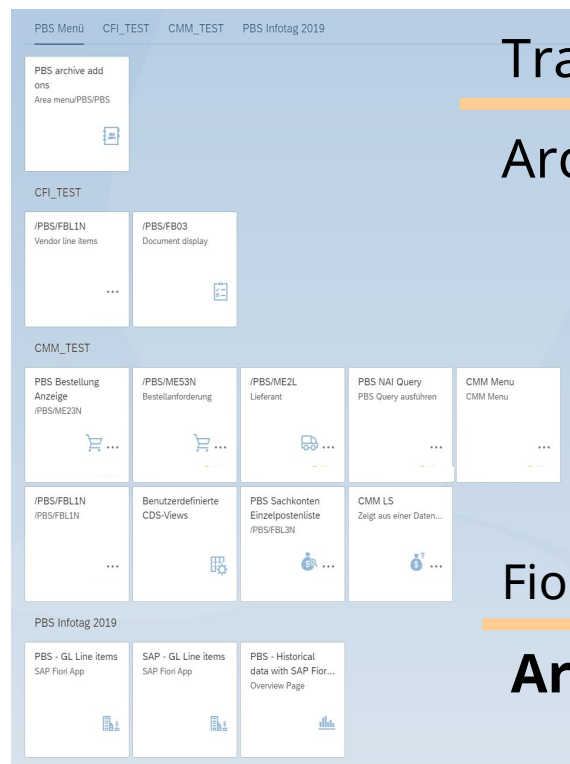 PBS Menü CFI_TEST CMM_TEST PBS Infotag 2019
PBS archive add
ons
Area menu/PBS/PBS
CFI_TEST
/PBS/FBL1N
Vendor line items
/PBS/FB03
Document display
CMM_TEST
PBS Bestellung
Anzeige
/PBS/ME23N
/PBS/ME53N
Bestellanforderung
/PBS/ME2L
Lieferant
PBS NAI Query
PBS Query ausführen
CMM Menu
CMM Menu
/PBS/FBL1N
/PBS/FBL1N
Benutzerdefinierte
CDS-Views
PBS Sachkonten
Einzelpostenliste
/PBS/FBL3N
CMM LS
Zeigt aus einer Daten...
PBS Infotag 2019
PBS - GL Line items
SAP Fiori App
SAP - GL Line items
SAP Fiori App
PBS - Historical
data with SAP Fior...
Overview Page